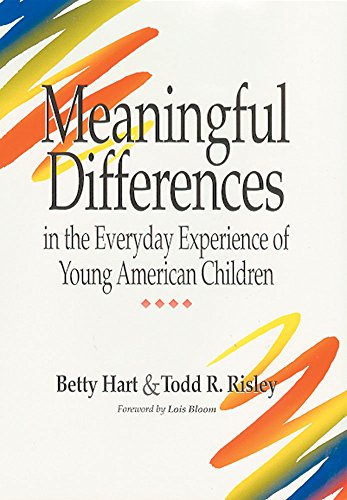 Meaningful
Differences
in the Everyday Experience of
Young American Children
Betty Hart & Todd R. Risley
Foreword by Lois Bloom